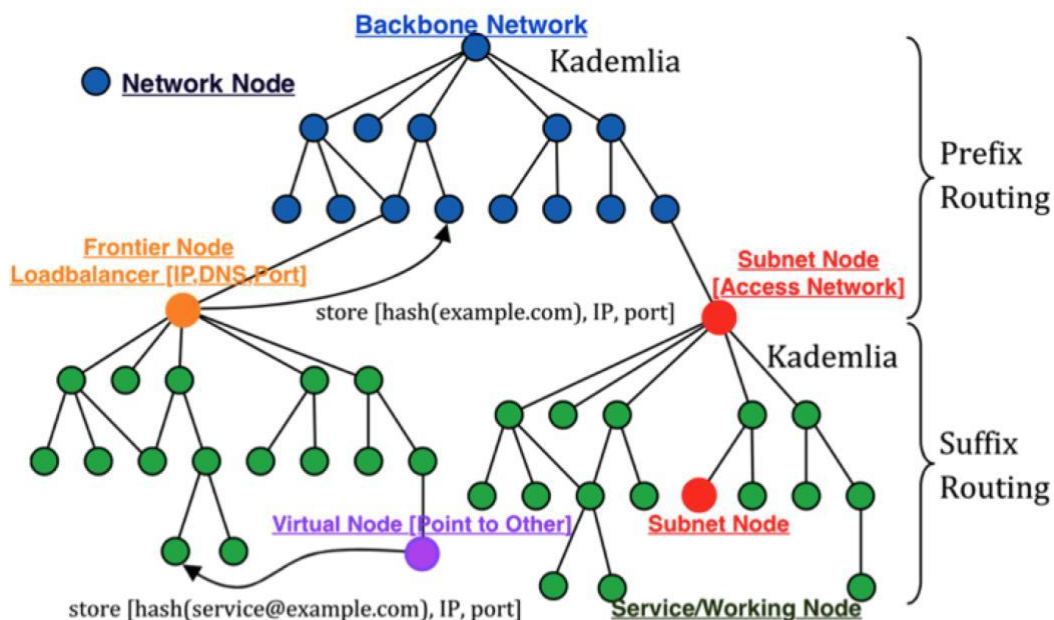 Backbone Network
Kademlia
Network Node
Prefix
Routing
Frontier Node
Loadbalancer [IP,DNS,Port]
Subnet Node
[Access Network]
store [hash(example.com), IP, port]
Kademlia
Suffix
Routing
Virtual Node [Point to Other]
Subnet Node
store [hash(service@example.com), IP, port]
Service/Working Node